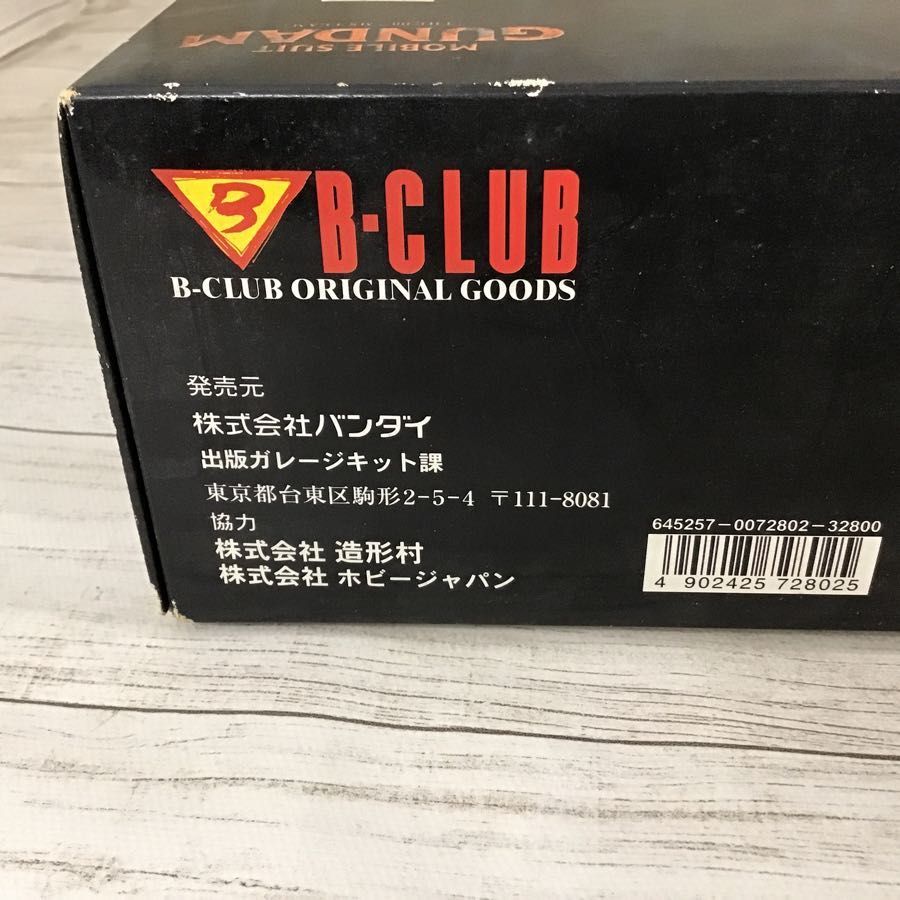 MOBILE SUIT
GUNDAM
B B-CLUB
B-CLUB ORIGINAL GOODS
発売元
株式会社バンダイ
出版ガレージキット課
東京都台東区駒形2-5-4 〒111-8081
協力
株式会社 造形村
株式会社 ホビージャパン
645257-0072802-32800
4 902425 728025